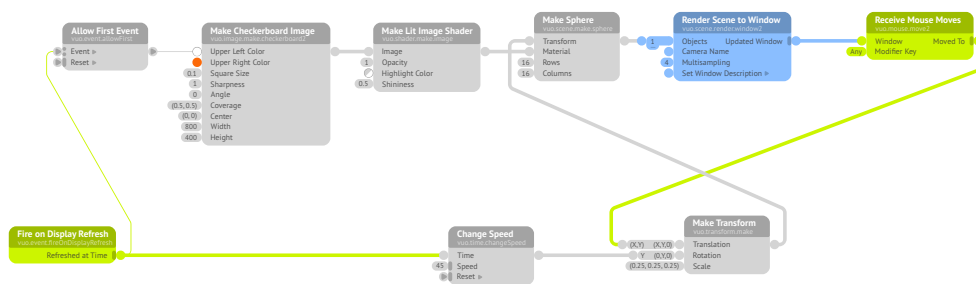 Allow First Event
vuo.event.allowFirst
Event
Reset
Make Checkerboard Image
vuo.image.make.checkerboard2
Upper Left Color
Upper Right Color
0.1 Square Size
1 Sharpness
0 Angle
(0.5, 0.5) Coverage
(0, 0) Center
800 Width
400 Height
Make Lit Image Shader
vuo.shader.make.image
Image
1 Opacity
Highlight Color
0.5 Shininess
Make Sphere
vuo.scene.make.sphere
Transform
Material
16 Rows
16 Columns
Render Scene to Window
vuo.scene.render.window2
1 Objects Updated Window
Camera Name
4 Multisampling
Set Window Description
Receive Mouse Moves
vuo.mouse.move2
Window Moved To
Any Modifier Key
Fire on Display Refresh
vuo.event.fireOnDisplayRefresh
Refreshed at Time
Change Speed
vuo.time.changeSpeed
Time
45 Speed
Reset
Make Transform
vuo.transform.make
(X,Y) (X,Y,0) Translation
Y (0,Y,0) Rotation
(0.25, 0.25, 0.25) Scale